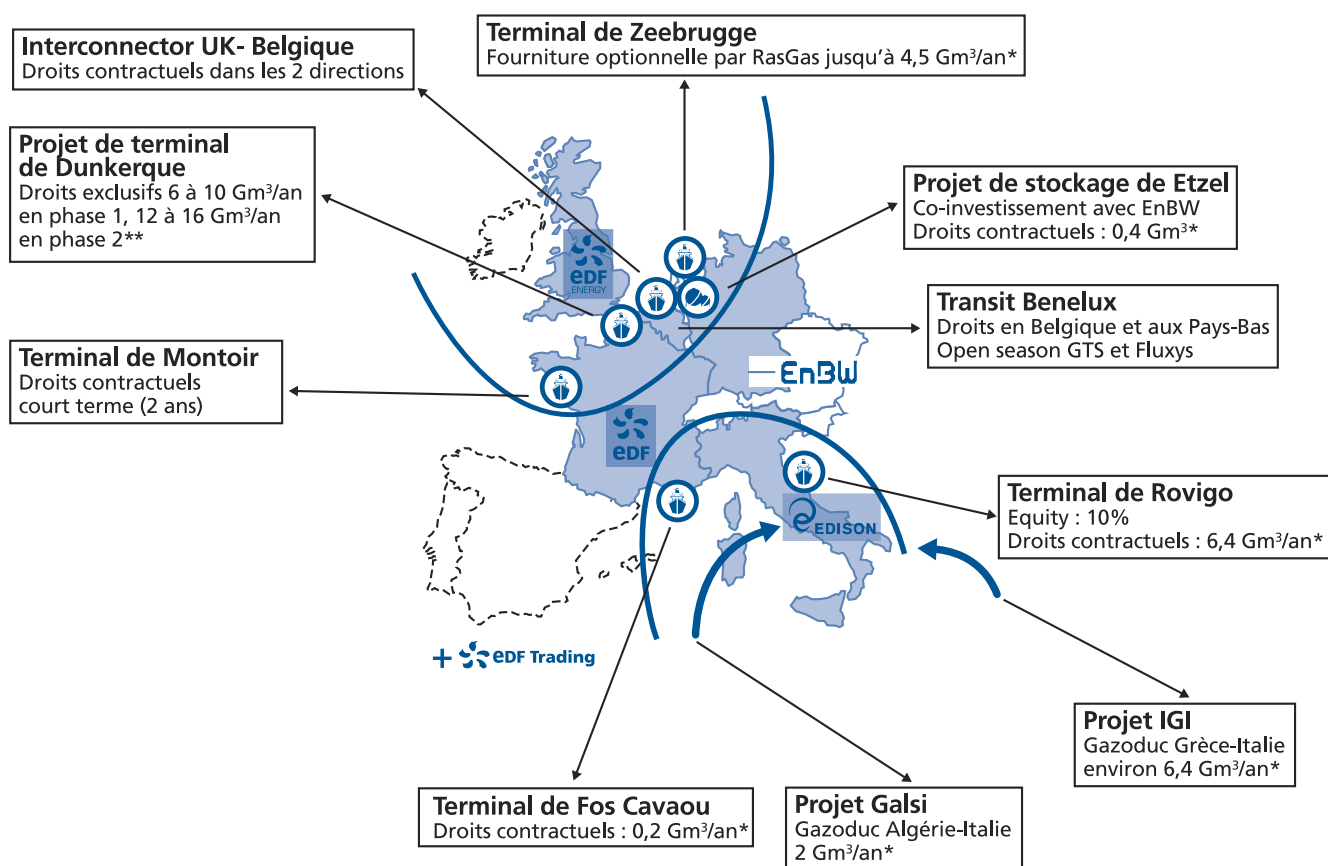 Terminal de Zeebrugge
Fourniture optionnelle par RasGas jusqu'à 4,5 Gm³/an*
Interconnector UK- Belgique
Droits contractuels dans les 2 directions
Projet de terminal
de Dunkerque
Droits exclusifs 6 à 10 Gm³/an
en phase 1, 12 à 16 Gm³/an
en phase 2**
Projet de stockage de Etzel
Co-investissement avec EnBW
Droits contractuels : 0,4 Gm³*
eDF
ENERGY
Transit Benelux
Droits en Belgique et aux Pays-Bas
Open season GTS et Fluxys
Terminal de Montoir
Droits contractuels
court terme (2 ans)
EnBW
eDF
Terminal de Rovigo
Equity : 10%
Droits contractuels : 6,4 Gm³/an*
EDISON
+ eDF Trading
Projet IGI
Gazoduc Grèce-Italie
environ 6,4 Gm³/an*
Terminal de Fos Cavaou
Droits contractuels : 0,2 Gm³/an*
Projet Galsi
Gazoduc Algérie-Italie
2 Gm³/an*